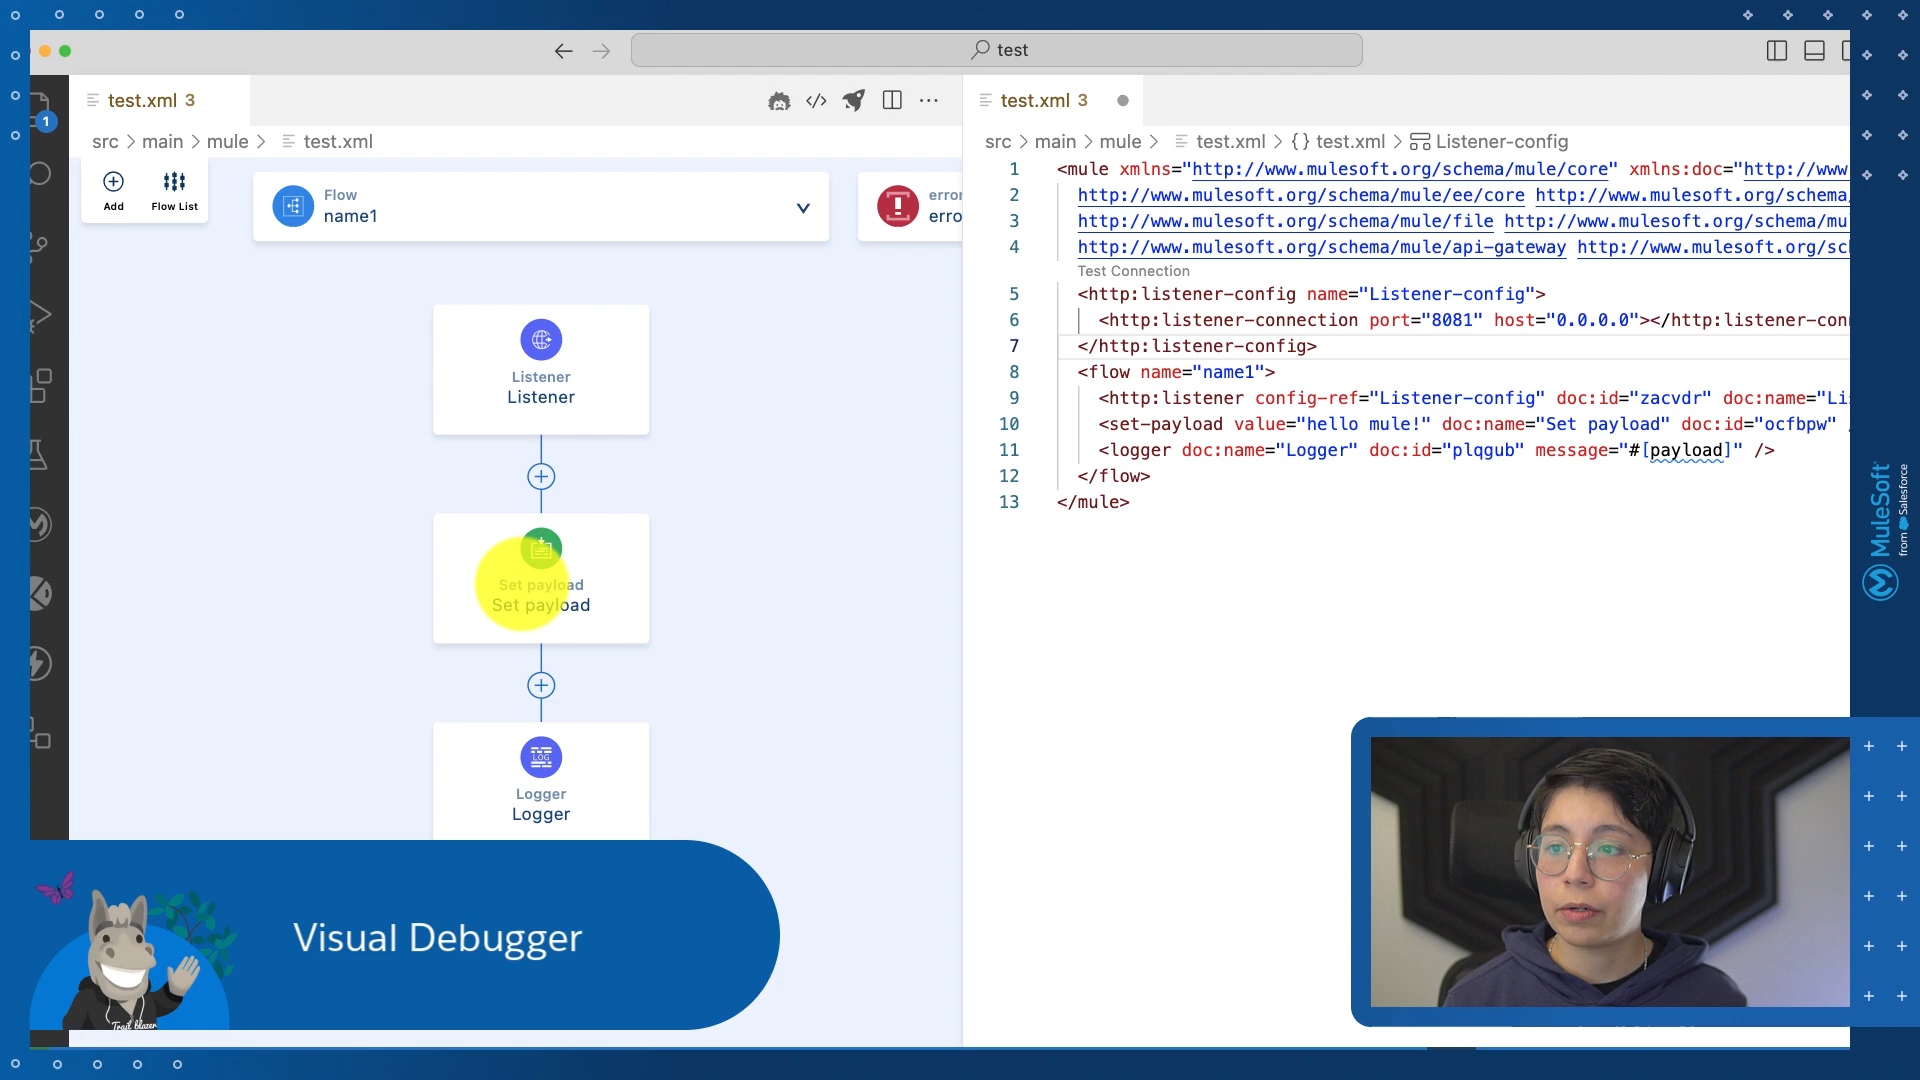 test
test.xml 3
src > main > mule > test.xml
1
Add
Flow List
Flow
name1
error
erro
Listener
Listener
Set payload
Set payload
LOG
Logger
Logger
test.xml 3
src > main > mule > test.xml > {} test.xml > Listener-config
1 <mule xmlns="http://www.mulesoft.org/schema/mule/core" xmlns:doc="http://www
2 http://www.mulesoft.org/schema/mule/ee/core http://www.mulesoft.org/schema/
3 http://www.mulesoft.org/schema/mule/file http://www.mulesoft.org/schema/mu
4 http://www.mulesoft.org/schema/mule/api-gateway http://www.mulesoft.org/sc
Test Connection
5 <http:listener-config name="Listener-config">
6 <http:listener-connection port="8081" host="0.0.0.0"></http:listener-con
7 </http:listener-config>
8 <flow name="name1">
9 <http:listener config-ref="Listener-config" doc:id="zacvdr" doc:name="Li
10 <set-payload value="hello mule!" doc:name="Set payload" doc:id="ocfbpw" /
11 <logger doc:name="Logger" doc:id="plqgub" message="#[payload]" />
12 </flow>
13 </mule>
MuleSoft
from Salesforce
Visual Debugger
Trail blazer